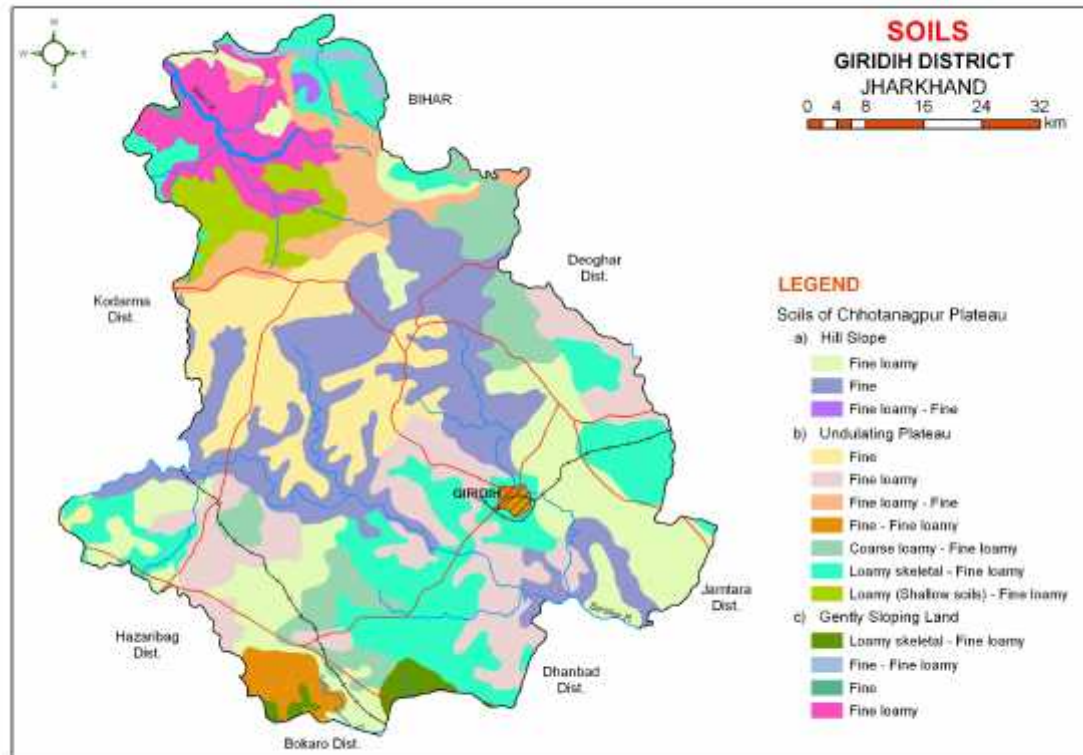 SOILS
GIRIDIH DISTRICT
JHARKHAND
0 4 8 16 24 32
km
N
W E
S
BIHAR
Deoghar
Dist.
Kodarma
Dist.
GIRIDIH
Jamtara
Dist.
Hazaribag
Dist.
Dhanbad
Dist.
Bokaro Dist.
LEGEND
Soils of Chhotanagpur Plateau
a) Hill Slope
Fine loamy
Fine
Fine loamy - Fine
b) Undulating Plateau
Fine
Fine loamy
Fine loamy - Fine
Fine - Fine loamy
Coarse loamy - Fine loamy
Loamy skeletal - Fine loamy
Loamy (Shallow soils) - Fine loamy
c) Gently Sloping Land
Loamy skeletal - Fine loamy
Fine - Fine loamy
Fine
Fine loamy